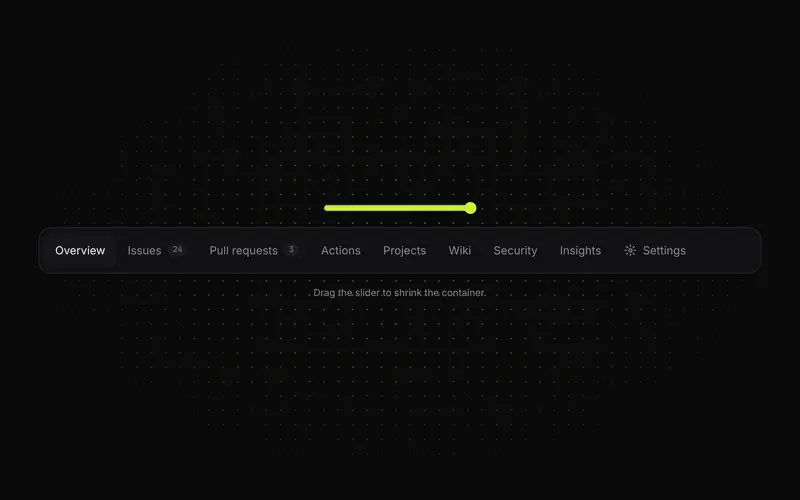 Overview Issues 24 Pull requests 3 Actions Projects Wiki Security Insights Settings
Drag the slider to shrink the container.